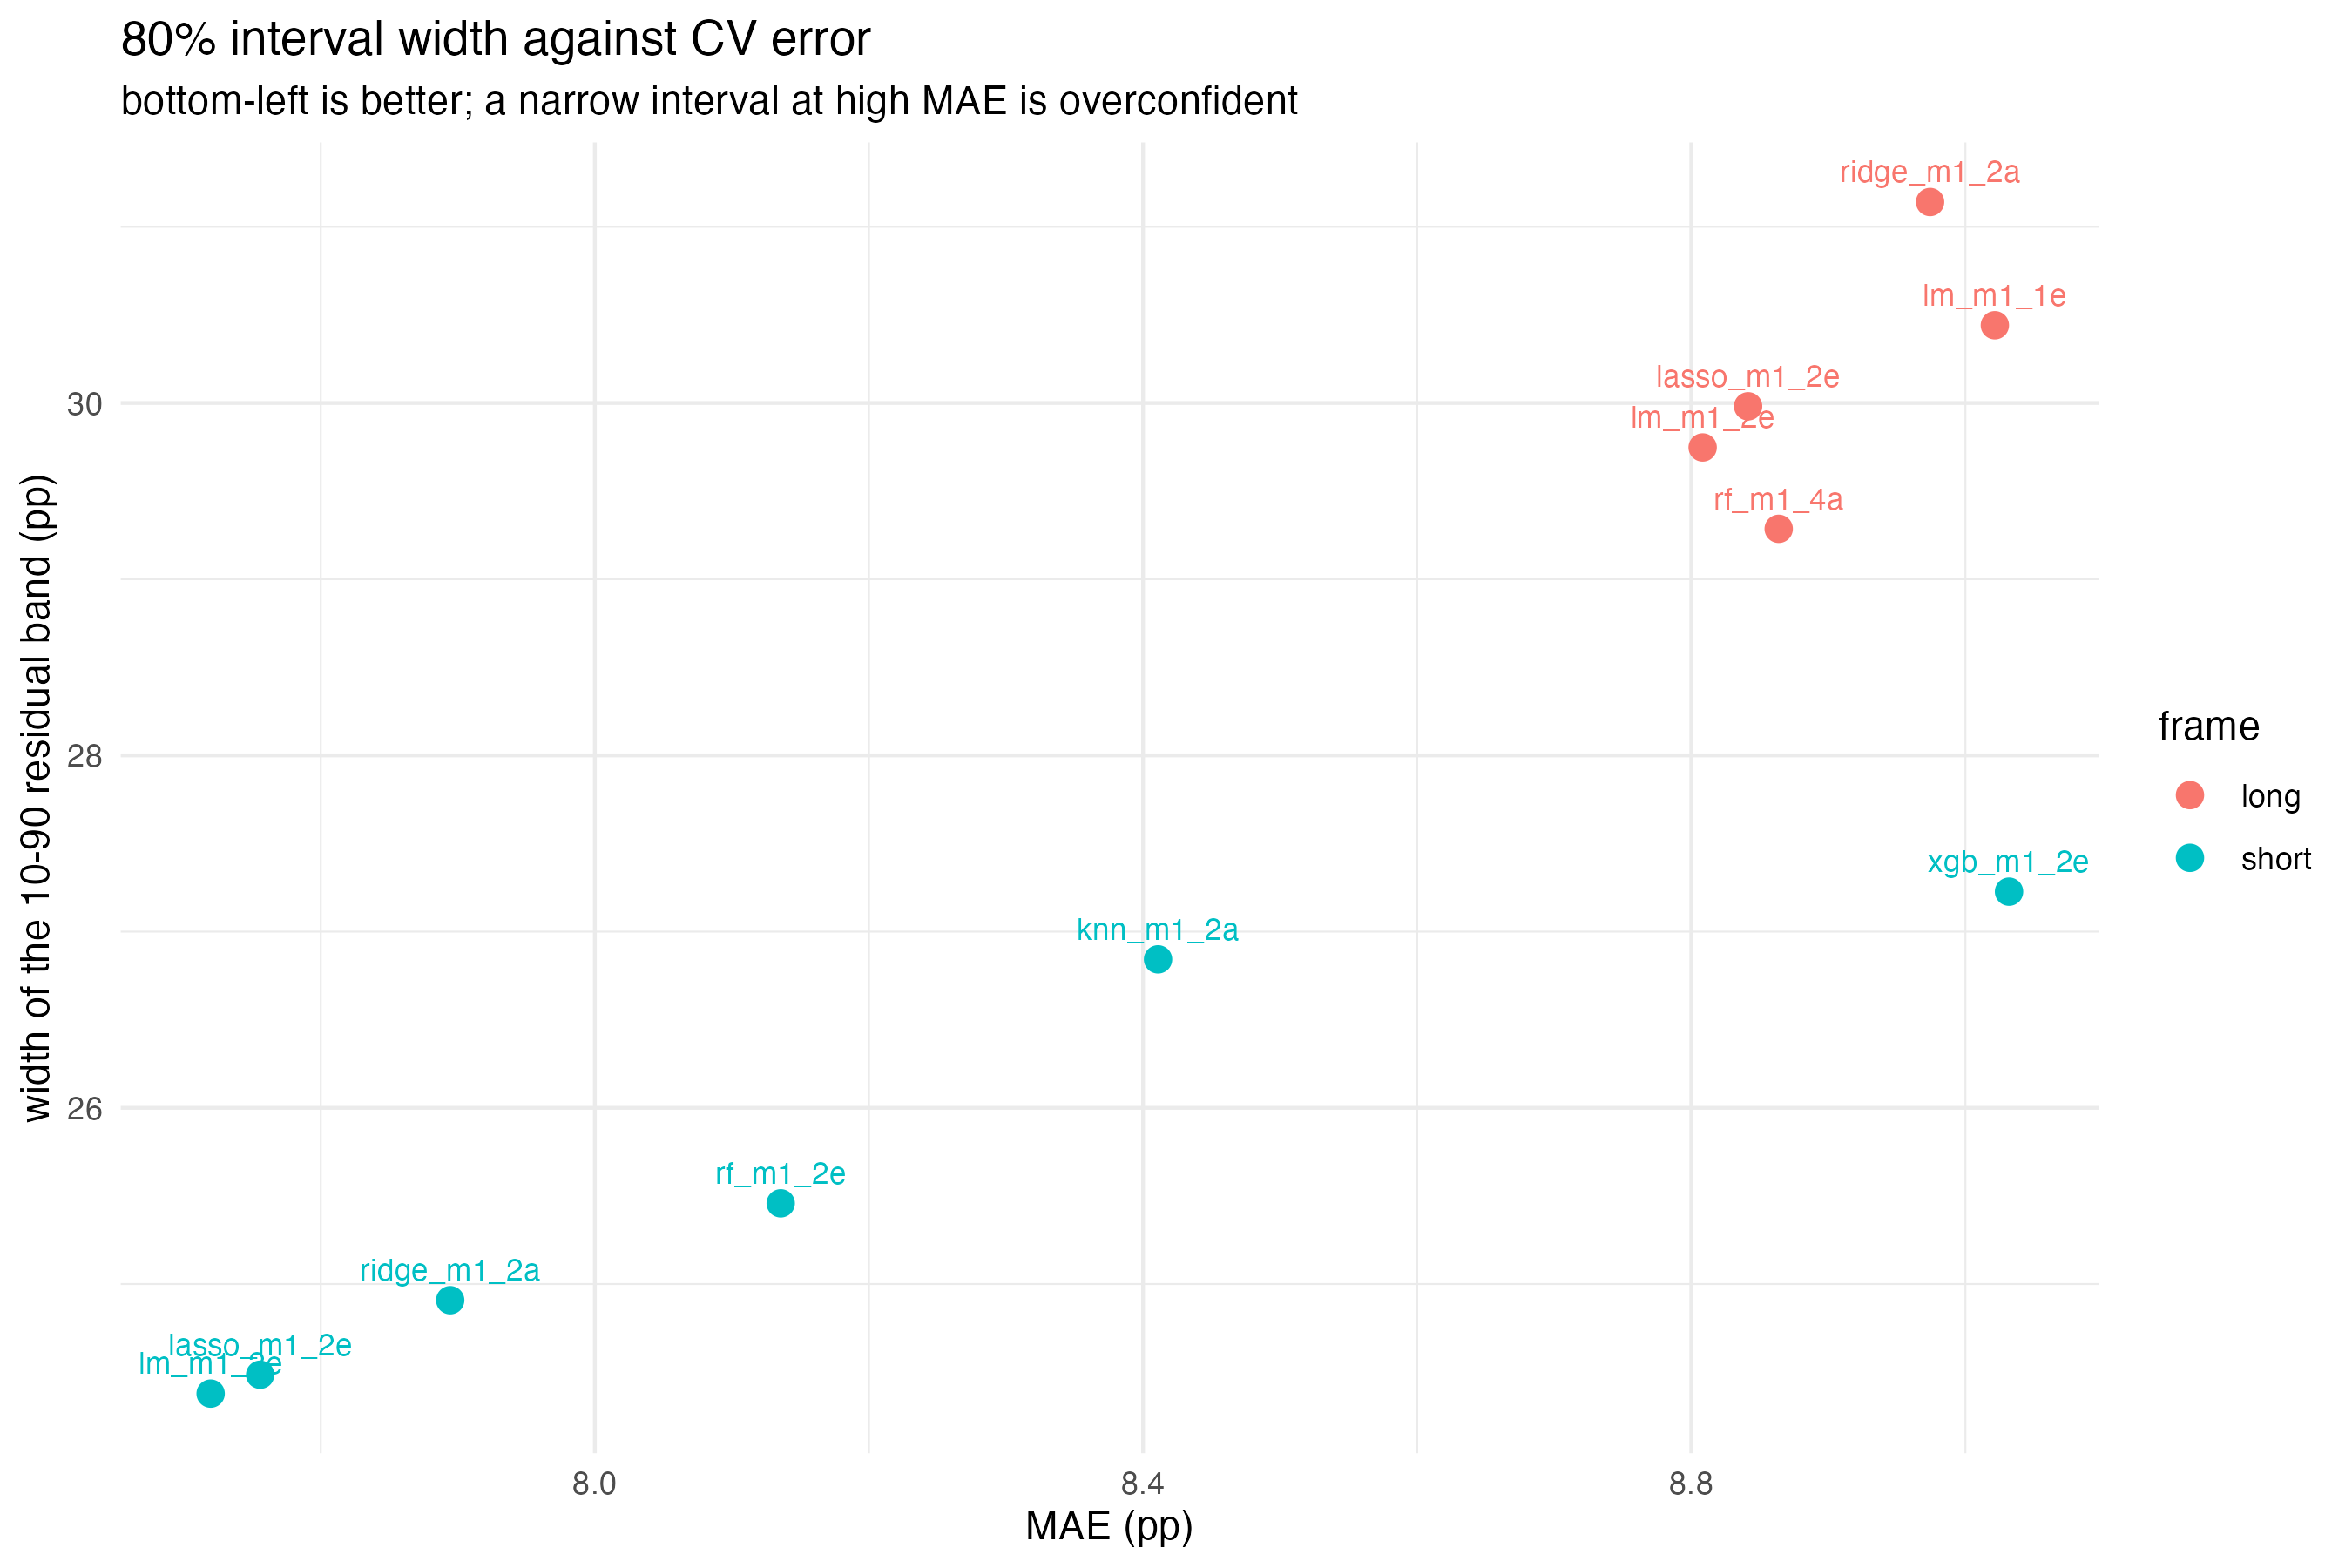 80% interval width against CV error
bottom-left is better; a narrow interval at high MAE is overconfident
ridge_m1_2a
lm_m1_1e
lasso_m1_2e
lm_m1_2e
rf_m1_4a
xgb_m1_2e
knn_m1_2a
rf_m1_2e
ridge_m1_2a
lasso_m1_2e
30
28
26
width of the 10-90 residual band (pp)
8.0
8.4
8.8
MAE (pp)
frame
long
short